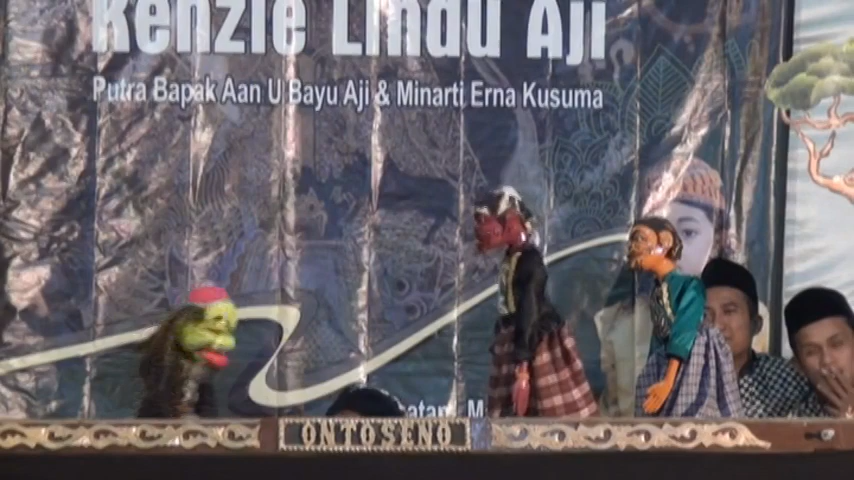 Kenzie Lindu Aji
Putra Bapak Aan U Bayu Aji & Minarti Erna Kusuma
ONTOSENO